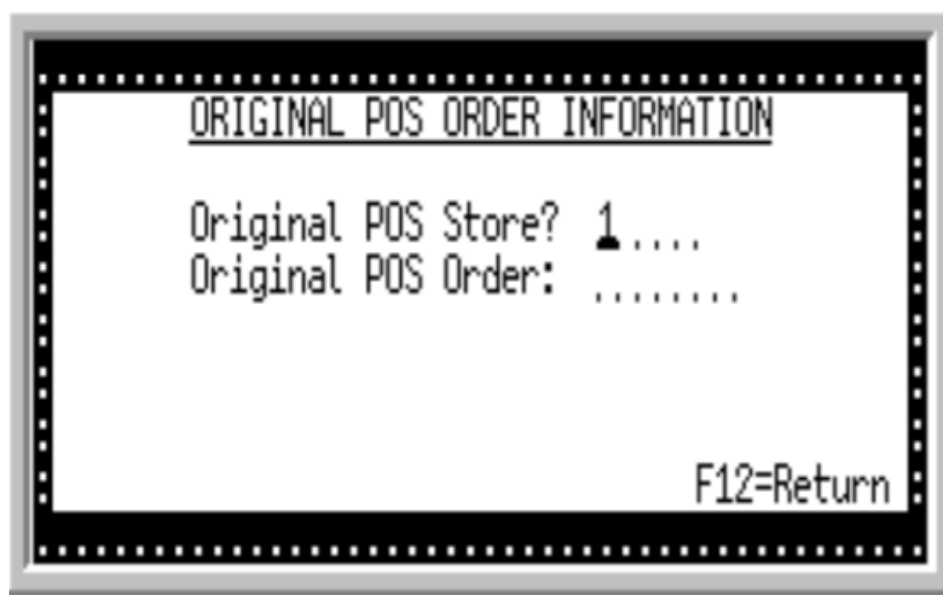 ORIGINAL POS ORDER INFORMATION
Original POS Store? 1....
Original POS Order: ........
F12=Return